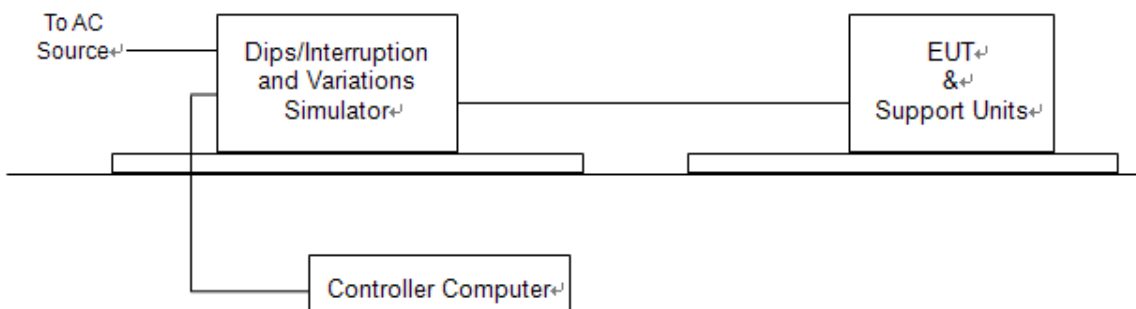 To AC
Source↵
Dips/Interruption
and Variations
Simulator↵
EUT↵
&↵
Support Units↵
Controller Computer↵